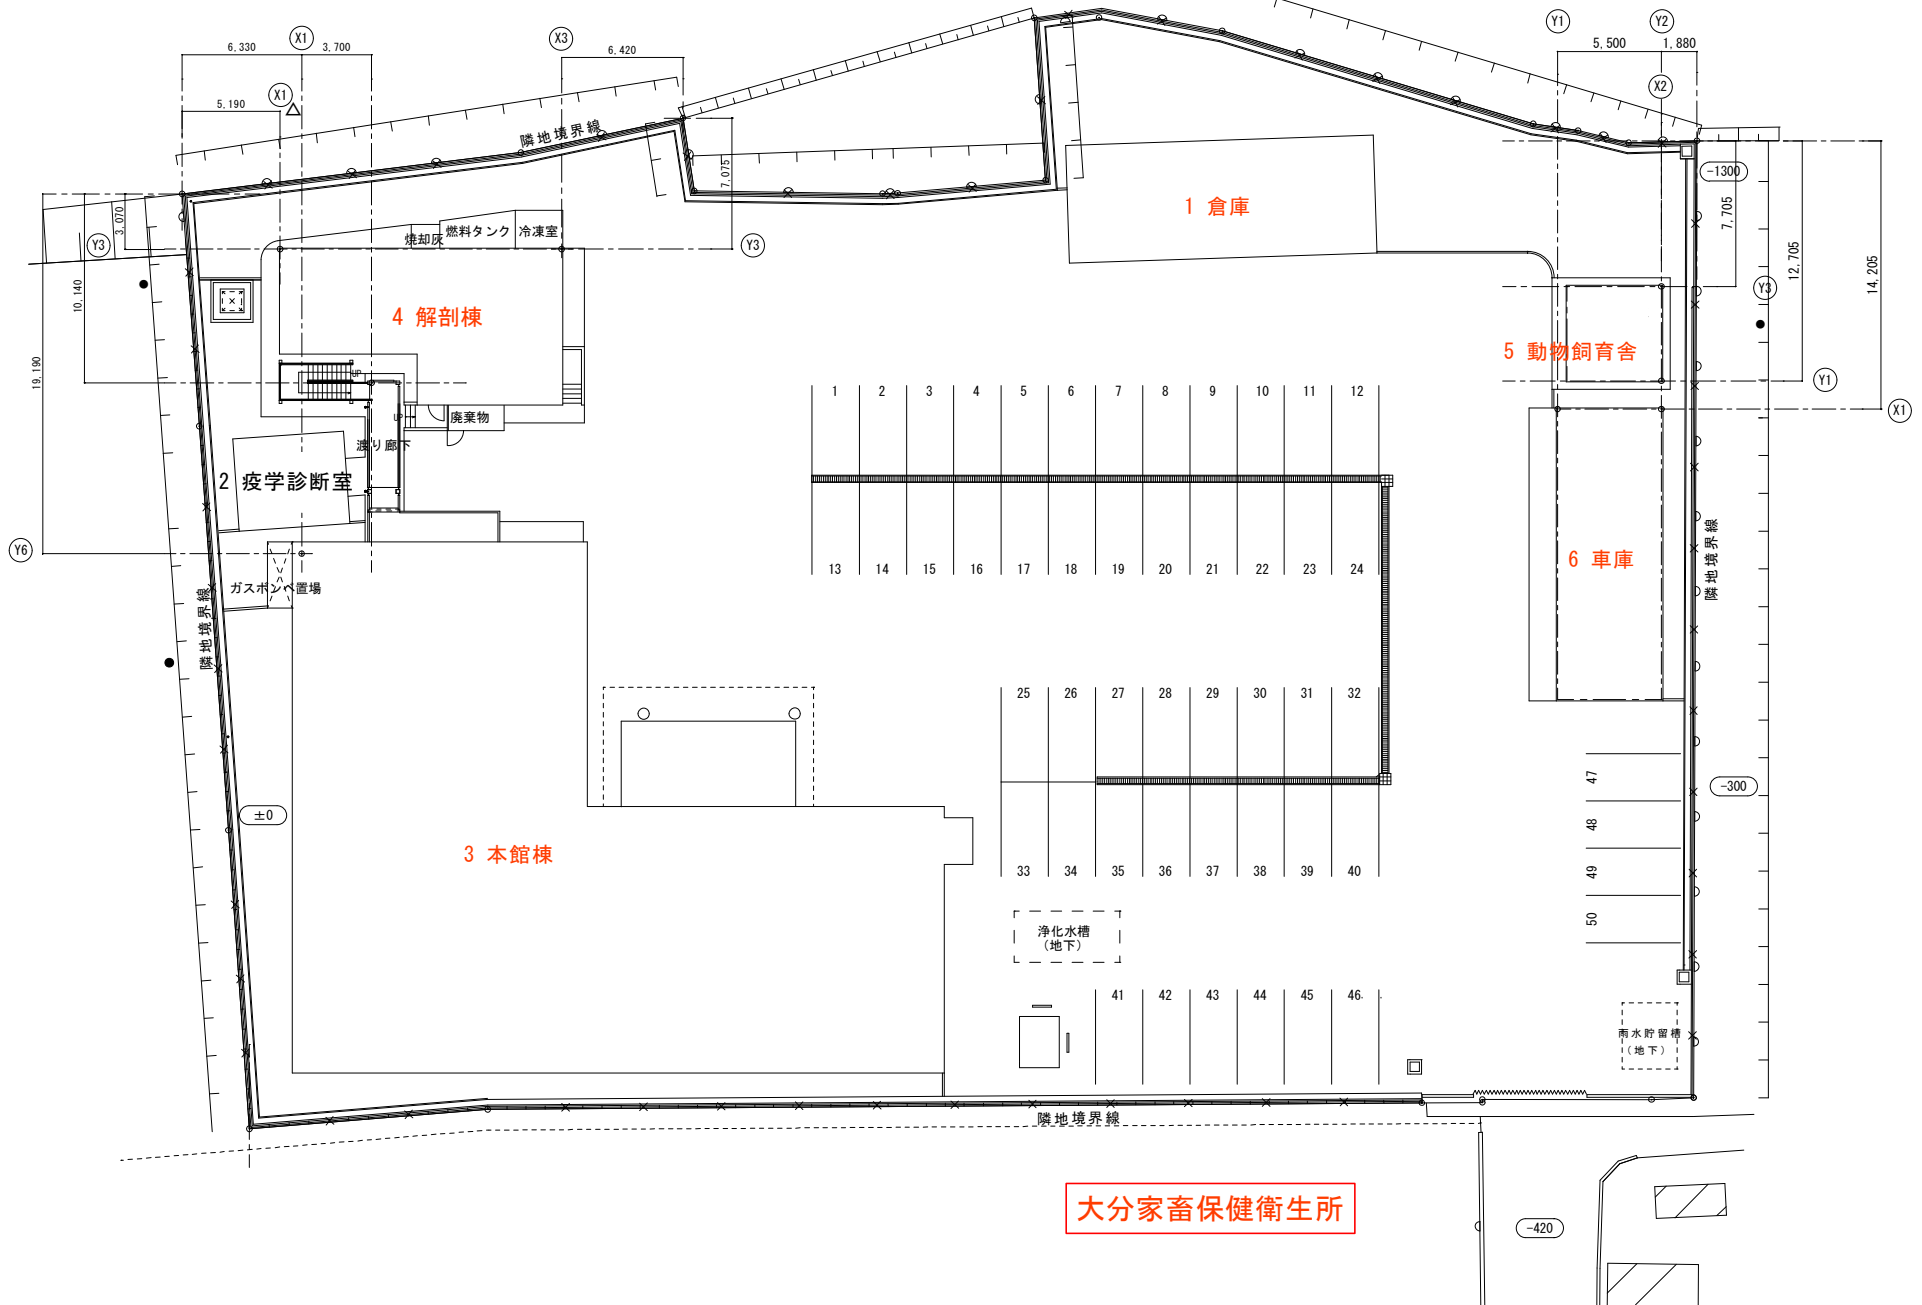 6,330
X1
3,700
X3
6,420
Y1
Y2
5,500
1,880
X2
5,190
X1
隣地境界線
7,075
-1300
3,070
Y3
焼却灰
燃料タンク
冷凍室
Y3
1 倉庫
7,705
12,705
14,205
Y3
10,140
19,190
4 解剖棟
5 動物飼育舎
Y1
X1
UP
UP
廃棄物
渡り廊下
2 疫学診断室
1 2 3 4 5 6 7 8 9 10 11 12
Y6
13 14 15 16 17 18 19 20 21 22 23 24
6 車庫
隣地境界線
ガスボンベ置場
隣地境界線
25 26 27 28 29 30 31 32
±0
3 本館棟
-300
47
48
49
50
33 34 35 36 37 38 39 40
浄化水槽
(地下)
41 42 43 44 45 46
雨水貯留槽
(地下)
隣地境界線
大分家畜保健衛生所
-420